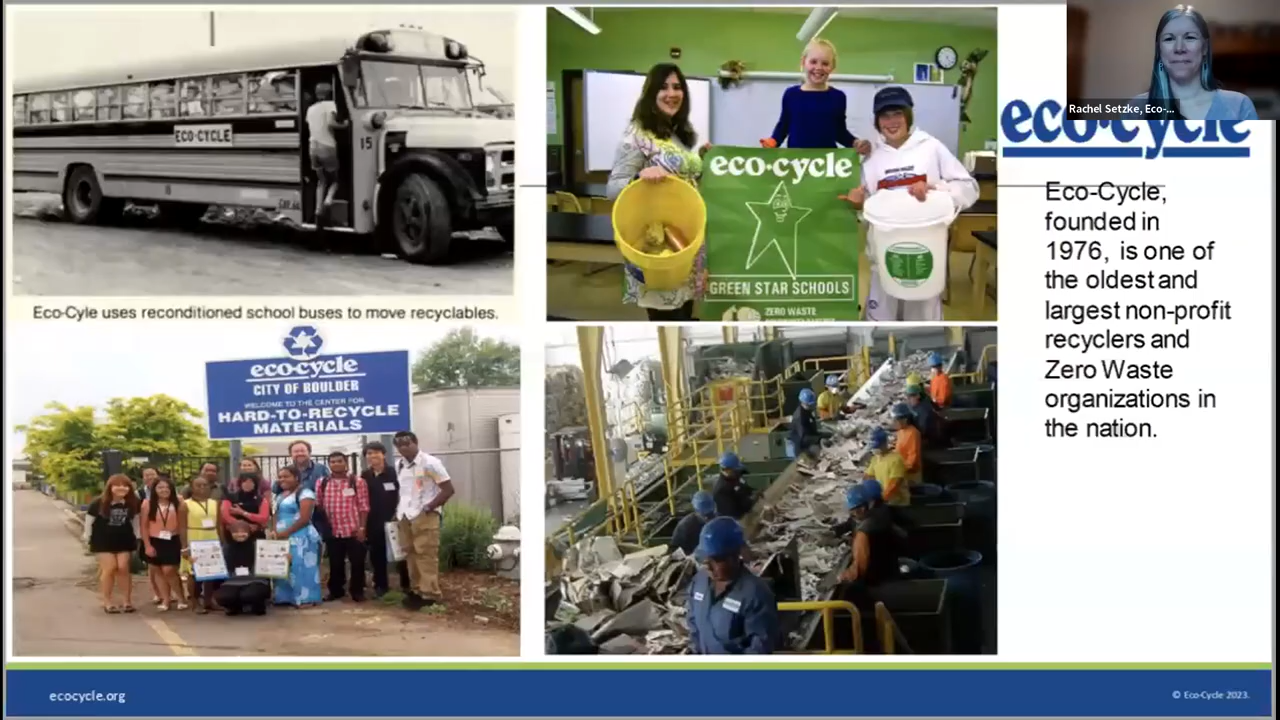 ECO-CYCLE
15
Eco-Cyle uses reconditioned school buses to move recyclables.
eco-cycle
GREEN STAR SCHOOLS
ZERO WASTE
eco-cycle
CITY OF BOULDER
WELCOME TO THE CENTER FOR
HARD-TO-RECYCLE
MATERIALS
Rachel Setzke, Eco-...
eco-cycle
Eco-Cycle,
founded in
1976, is one of
the oldest and
largest non-profit
recyclers and
Zero Waste
organizations in
the nation.
ecocycle.org
© Eco-Cycle 2023.